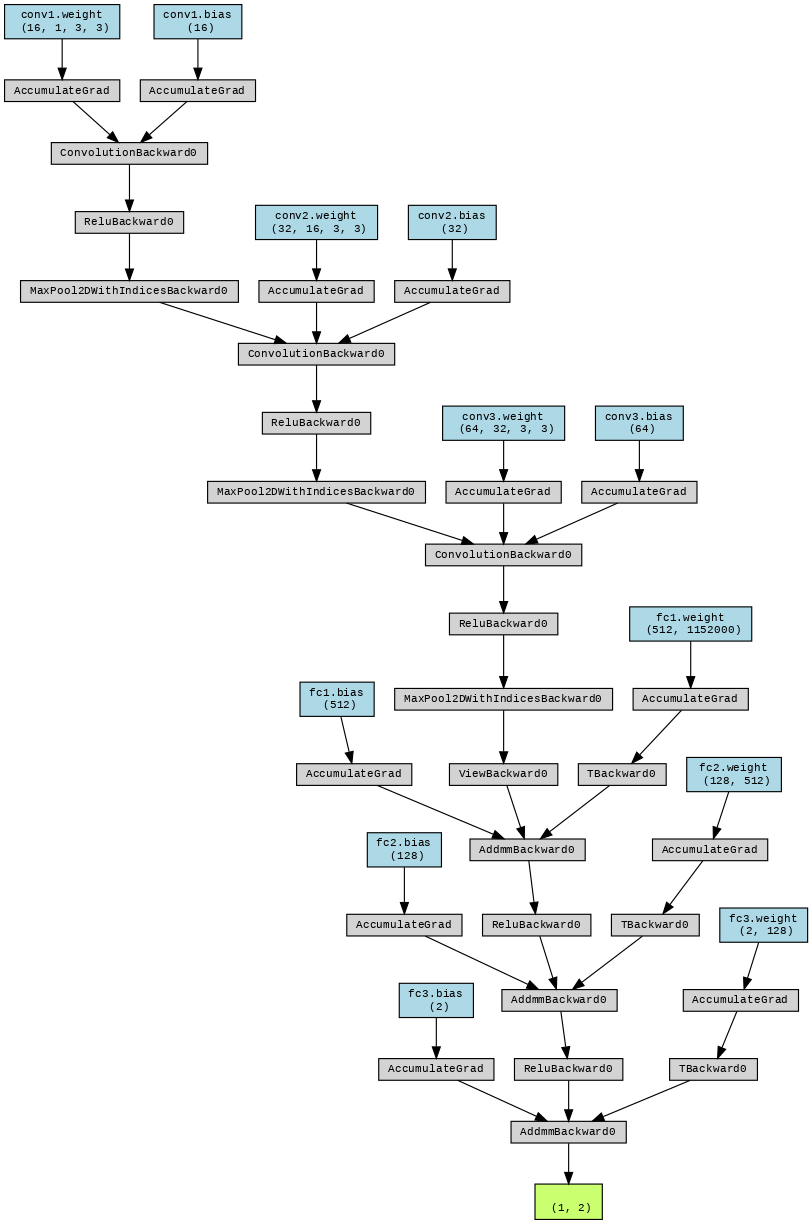 conv1.weight
(16, 1, 3, 3)
conv1.bias
(16)
AccumulateGrad
AccumulateGrad
ConvolutionBackward0
ReluBackward0
conv2.weight
(32, 16, 3, 3)
conv2.bias
(32)
MaxPool2DWithIndicesBackward0
AccumulateGrad
AccumulateGrad
ConvolutionBackward0
ReluBackward0
conv3.weight
(64, 32, 3, 3)
conv3.bias
(64)
MaxPool2DWithIndicesBackward0
AccumulateGrad
AccumulateGrad
ConvolutionBackward0
ReluBackward0
fc1.weight
(512, 1152000)
fc1.bias
(512)
MaxPool2DWithIndicesBackward0
AccumulateGrad
AccumulateGrad
ViewBackward0
TBackward0
fc2.weight
(128, 512)
fc2.bias
(128)
AddmmBackward0
AccumulateGrad
AccumulateGrad
ReluBackward0
TBackward0
fc3.weight
(2, 128)
fc3.bias
(2)
AddmmBackward0
AccumulateGrad
AccumulateGrad
ReluBackward0
TBackward0
AddmmBackward0
(1, 2)